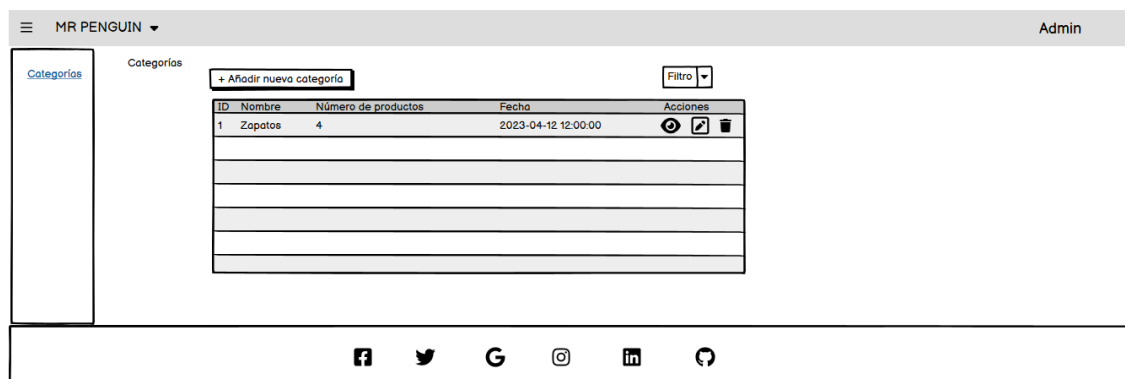 MR PENGUIN Admin
Categorías
Categorías
+ Añadir nueva categoría Filtro
ID Nombre Número de productos Fecha Acciones
1 Zapatos 4 2023-04-12 12:00:00